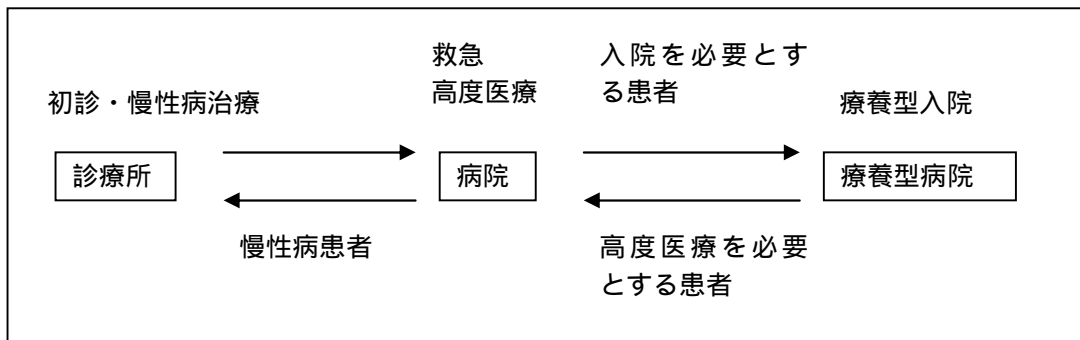 救急
高度医療
入院を必要とす
る患者
初診・慢性病治療
療養型入院
診療所
病院
療養型病院
慢性病患者
高度医療を必要
とする患者